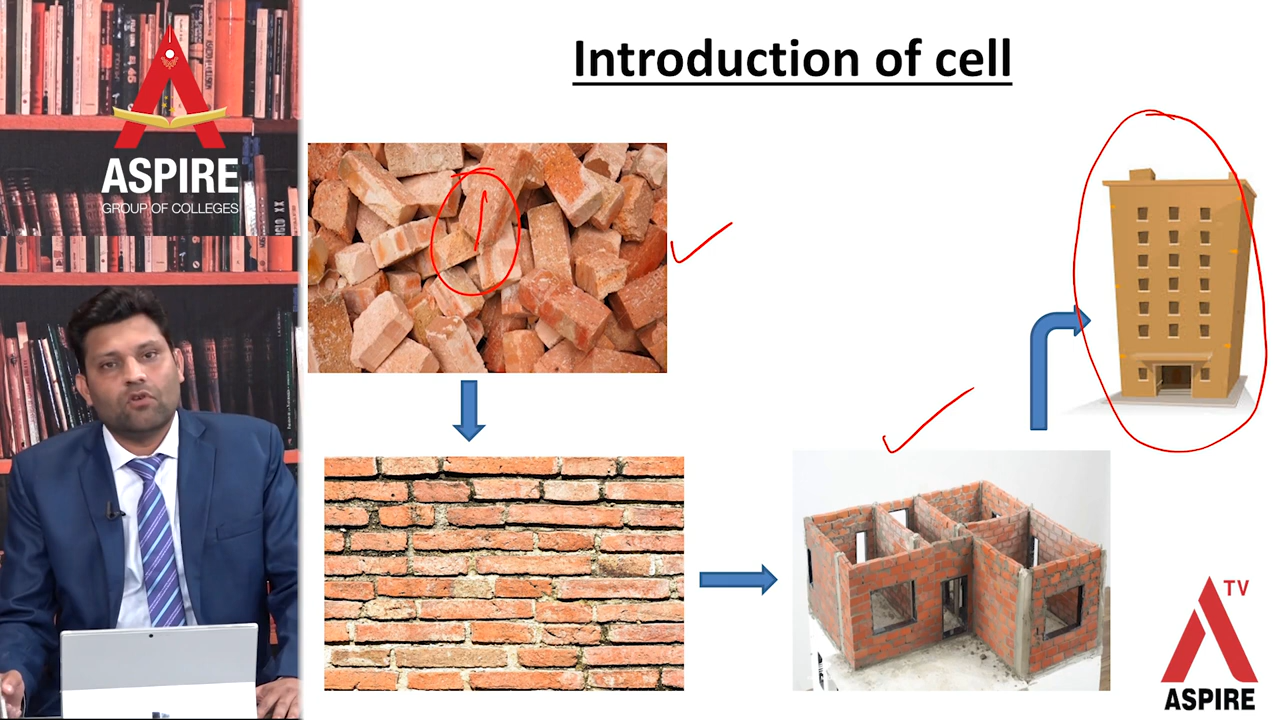 Introduction of cell
ASPIRE
GROUP OF COLLEGES
TV
ASPIRE